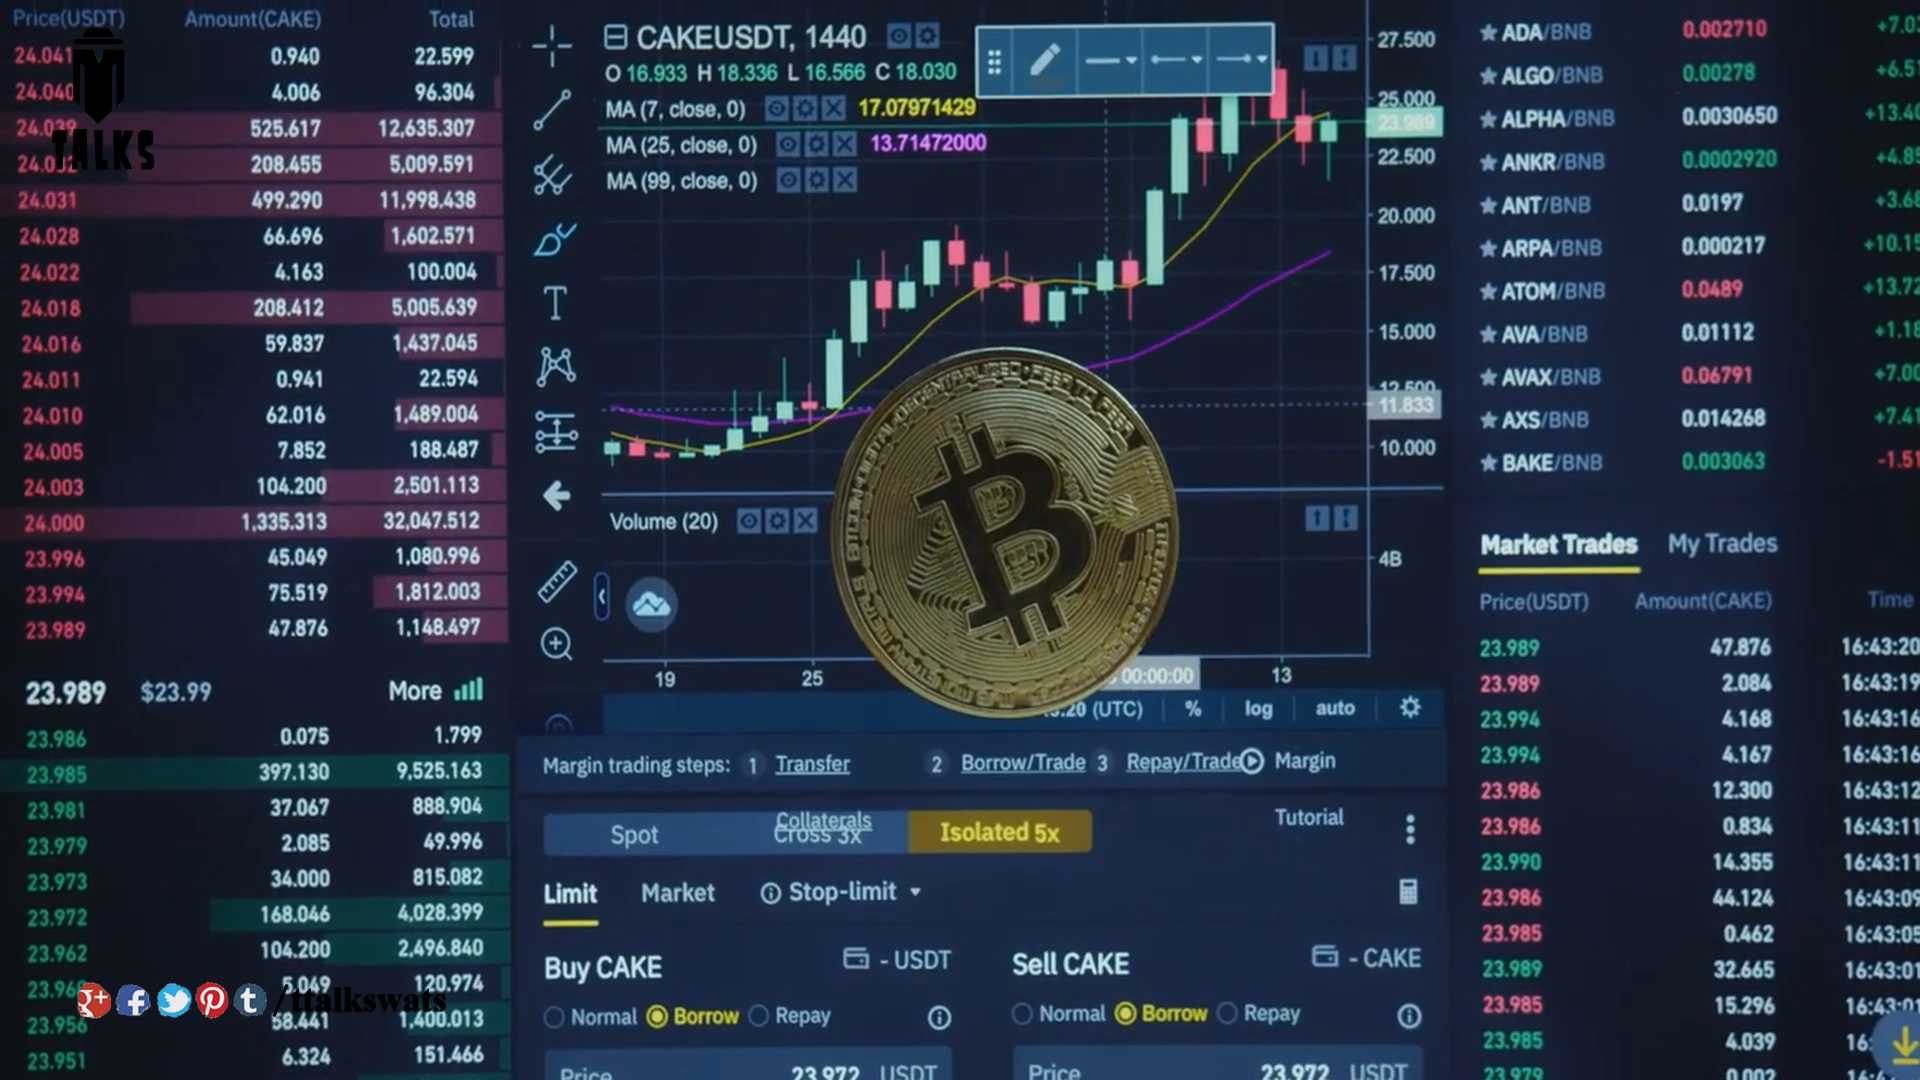 Price(USDT) Amount(CAKE) Total
24.041 0.940 22.599
24.040 4.006 96.304
24.039 525.617 12,635.307
208.455 5,009.591
24.031 499.290 11,998.438
24.028 66.696 1,602.571
24.022 4.163 100.004
24.018 208.412 5,005.639
24.016 59.837 1,437.045
24.011 0.941 22.594
24.010 62.016 1,489.004
24.005 7.852 188.487
24.003 104.200 2,501.113
24.000 1,335.313 32,047.512
23.996 45.049 1,080.996
23.994 75.519 1,812.003
23.989 47.876 1,148.497
23.989 $23.99 More
23.986 0.075 1.799
23.985 397.130 9,525.163
23.981 37.067 888.904
23.979 2.085 49.996
23.973 34.000 815.082
23.972 168.046 4,028.399
23.962 104.200 2,496.840
5.049 120.974
23.956 58.441 1,400.013
23.951 6.324 151.466
TALKS
/ttalkswats
CAKEUSDT, 1440
O 16.933 H 18.336 L 16.566 C 18.030
MA (7, close, 0) 17.07971429
MA (25, close, 0) 13.71472000
MA (99, close, 0)
27.500
25.000
23.989
22.500
20.000
17.500
15.000
12.500
11.833
10.000
Volume (20)
4B
19 25 00:00:00 13
(UTC) % log auto
Margin trading steps: 1 Transfer 2 Borrow/Trade 3 Repay/Trade Margin
Collaterals Tutorial
Spot Cross 3x Isolated 5x
Limit Market Stop-limit
Buy CAKE - USDT Sell CAKE - CAKE
Normal Borrow Repay Normal Borrow Repay
Price 23.972 USDT Price 23.972 USDT
ADA/BNB 0.002710
ALGO/BNB 0.00278
ALPHA/BNB 0.0030650
ANKR/BNB 0.0002920
ANT/BNB 0.0197
ARPA/BNB 0.000217
ATOM/BNB 0.0489
AVA/BNB 0.01112
AVAX/BNB 0.06791
AXS/BNB 0.014268
BAKE/BNB 0.003063
Market Trades My Trades
Price(USDT) Amount(CAKE) Time
23.989 47.876 16:43:20
23.989 2.084 16:43:19
23.994 4.168 16:43:16
23.994 4.167 16:43:16
23.986 12.300 16:43:12
23.986 0.834 16:43:11
23.990 14.355 16:43:11
23.986 44.124 16:43:09
23.985 0.462 16:43:05
23.989 32.665 16:43:01
23.985 15.296 16:43:01
23.985 4.039 16:
23.979 0.002